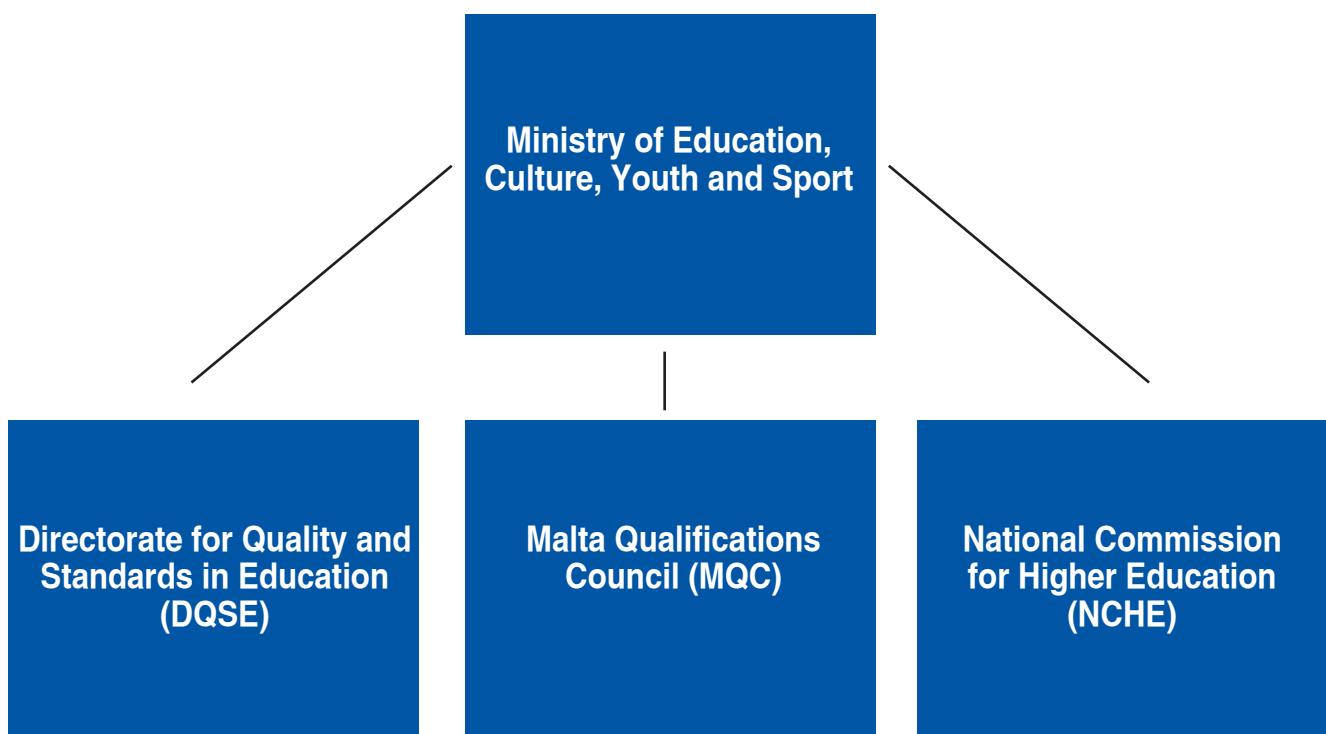 Ministry of Education,
Culture, Youth and Sport
Directorate for Quality and
Standards in Education
(DQSE)
Malta Qualifications
Council (MQC)
National Commission
for Higher Education
(NCHE)